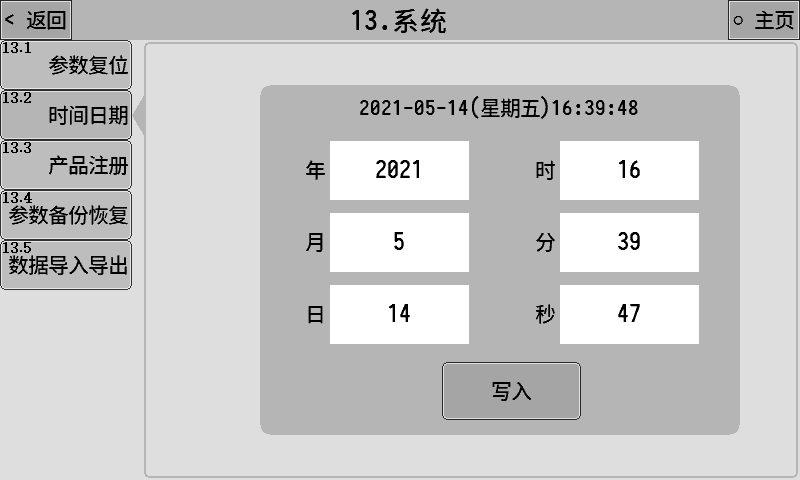 < 返回
13.系统
○ 主页
13.1
参数复位
13.2
时间日期
13.3
产品注册
13.4
参数备份恢复
13.5
数据导入导出
2021-05-14(星期五)16:39:48
年 2021
时 16
月 5
分 39
日 14
秒 47
写入